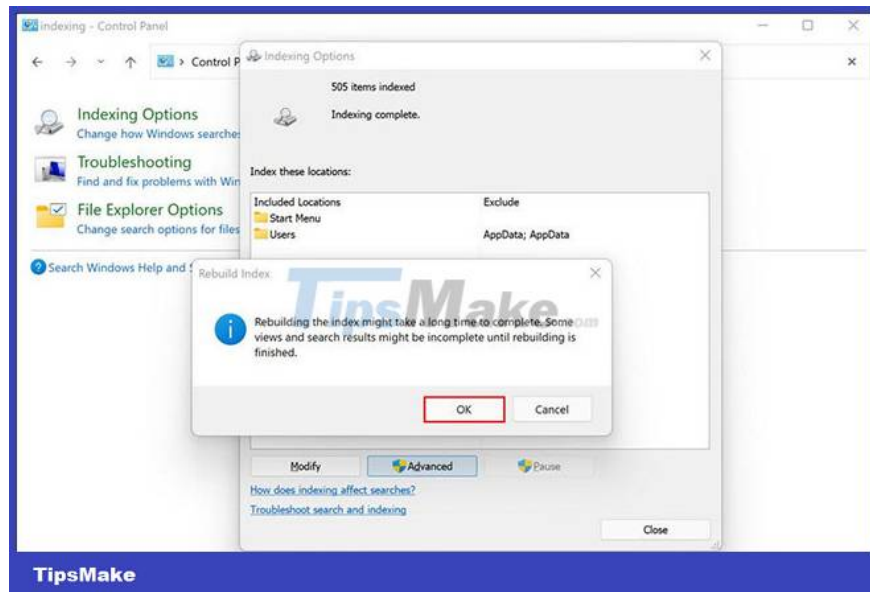 indexing - Control Panel
Control P
Indexing Options
505 items indexed
Indexing complete.
Indexing Options
Change how Windows searches
Troubleshooting
Find and fix problems with Win
File Explorer Options
Change search options for files
Search Windows Help and
Index these locations:
Included Locations Exclude
Start Menu
Users AppData; AppData
Rebuild Index
TipsMake.com
Rebuilding the index might take a long time to complete. Some
views and search results might be incomplete until rebuilding is
finished.
OK Cancel
Modify Advanced Pause
How does indexing affect searches?
Troubleshoot search and indexing
Close
TipsMake